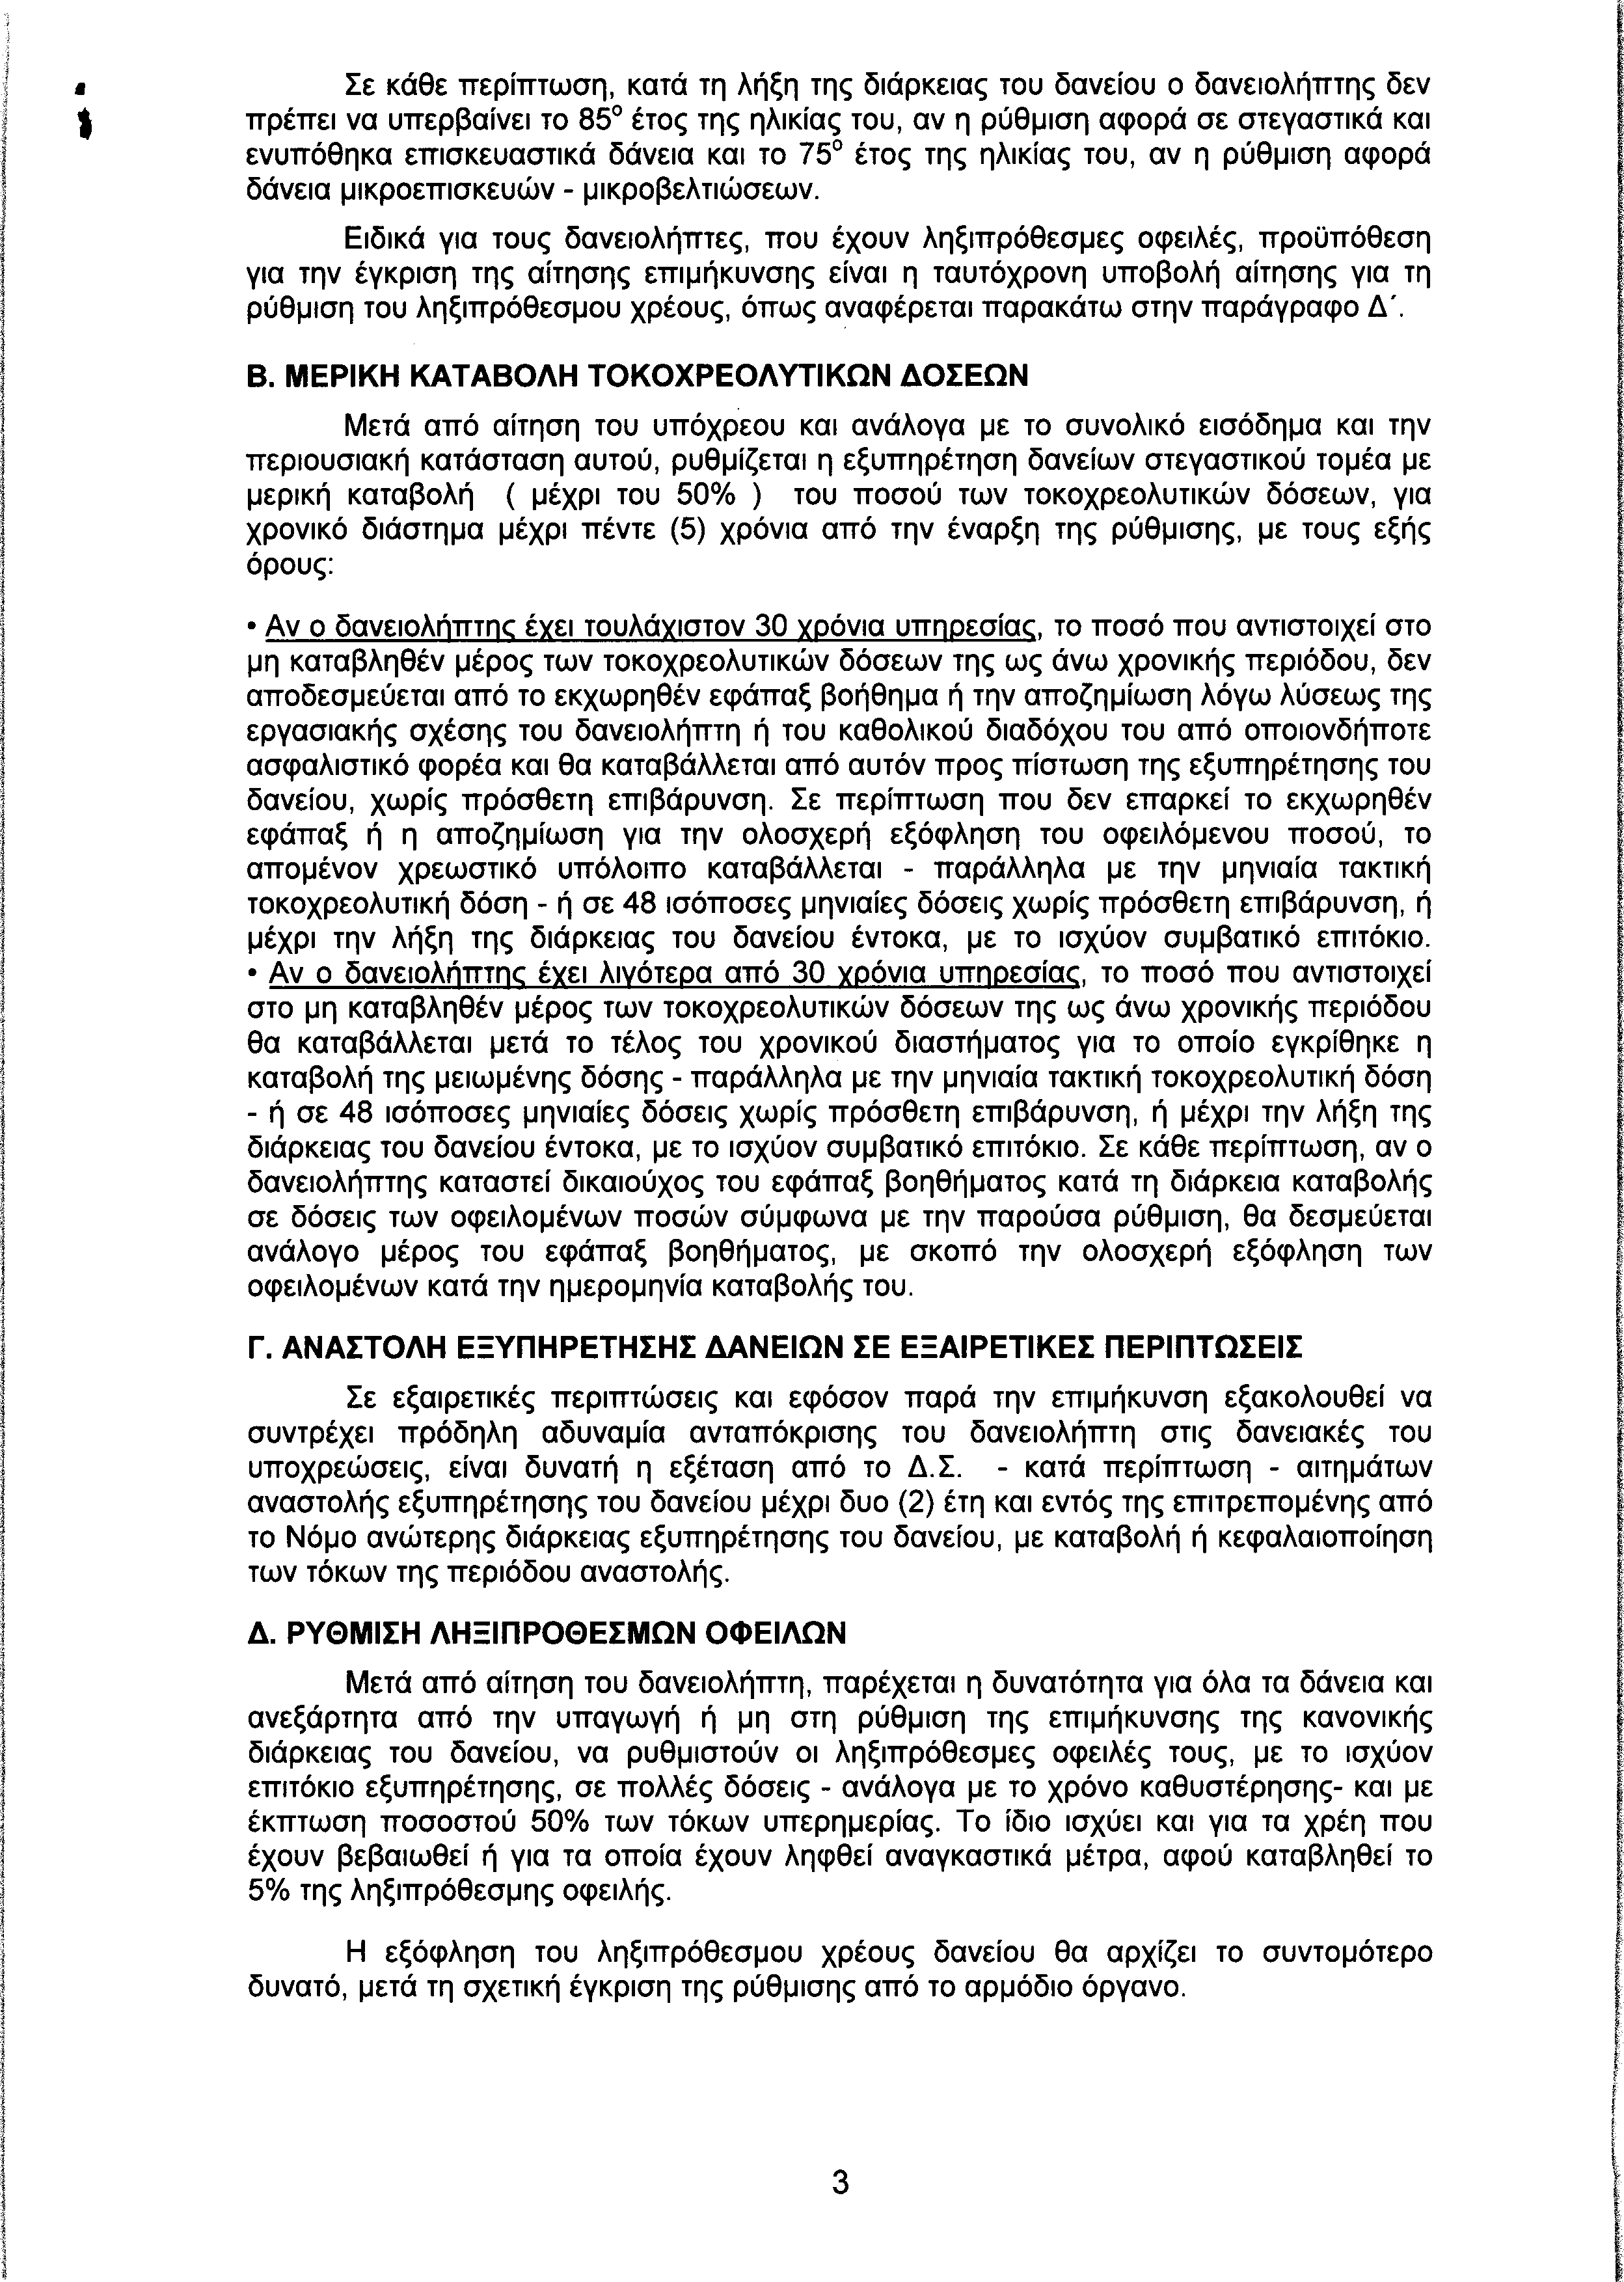 Σε κάθε περίπτωση, κατά τη λήξη της διάρκειας του δανείου ο δανειολήπτης δεν
πρέπει να υπερβαίνει το 85° έτος της ηλικίας του, αν η ρύθμιση αφορά σε στεγαστικά και
ενυπόθηκα επισκευαστικά δάνεια και το 75° έτος της ηλικίας του, αν η ρύθμιση αφορά
δάνεια μικροεπισκευών - μικροβελτιώσεων.
Ειδικά για τους δανειολήπτες, που έχουν ληξιπρόθεσμες οφειλές, προϋπόθεση
για την έγκριση της αίτησης επιμήκυνσης είναι η ταυτόχρονη υποβολή αίτησης για τη
ρύθμιση του ληξιπρόθεσμου χρέους, όπως αναφέρεται παρακάτω στην παράγραφο Δ΄.
Β. ΜΕΡΙΚΗ ΚΑΤΑΒΟΛΗ ΤΟΚΟΧΡΕΟΛΥΤΙΚΩΝ ΔΟΣΕΩΝ
Μετά από αίτηση του υπόχρεου και ανάλογα με το συνολικό εισόδημα και την
περιουσιακή κατάσταση αυτού, ρυθμίζεται η εξυπηρέτηση δανείων στεγαστικού τομέα με
μερική καταβολή ( μέχρι του 50% ) του ποσού των τοκοχρεολυτικών δόσεων, για
χρονικό διάστημα μέχρι πέντε (5) χρόνια από την έναρξη της ρύθμισης, με τους εξής
όρους:
• Αν ο δανειολήπτης έχει τουλάχιστον 30 χρόνια υπηρεσίας, το ποσό που αντιστοιχεί στο
μη καταβληθέν μέρος των τοκοχρεολυτικών δόσεων της ως άνω χρονικής περιόδου, δεν
αποδεσμεύεται από το εκχωρηθέν εφάπαξ βοήθημα ή την αποζημίωση λόγω λύσεως της
εργασιακής σχέσης του δανειολήπτη ή του καθολικού διαδόχου του από οποιονδήποτε
ασφαλιστικό φορέα και θα καταβάλλεται από αυτόν προς πίστωση της εξυπηρέτησης του
δανείου, χωρίς πρόσθετη επιβάρυνση. Σε περίπτωση που δεν επαρκεί το εκχωρηθέν
εφάπαξ ή η αποζημίωση για την ολοσχερή εξόφληση του οφειλόμενου ποσού, το
απομένον χρεωστικό υπόλοιπο καταβάλλεται - παράλληλα με την μηνιαία τακτική
τοκοχρεολυτική δόση - ή σε 48 ισόποσες μηνιαίες δόσεις χωρίς πρόσθετη επιβάρυνση, ή
μέχρι την λήξη της διάρκειας του δανείου έντοκα, με το ισχύον συμβατικό επιτόκιο.
• Αν ο δανειολήπτης έχει λιγότερα από 30 χρόνια υπηρεσίας, το ποσό που αντιστοιχεί
στο μη καταβληθέν μέρος των τοκοχρεολυτικών δόσεων της ως άνω χρονικής περιόδου
θα καταβάλλεται μετά το τέλος του χρονικού διαστήματος για το οποίο εγκρίθηκε η
καταβολή της μειωμένης δόσης - παράλληλα με την μηνιαία τακτική τοκοχρεολυτική δόση
- ή σε 48 ισόποσες μηνιαίες δόσεις χωρίς πρόσθετη επιβάρυνση, ή μέχρι την λήξη της
διάρκειας του δανείου έντοκα, με το ισχύον συμβατικό επιτόκιο. Σε κάθε περίπτωση, αν ο
δανειολήπτης καταστεί δικαιούχος του εφάπαξ βοηθήματος κατά τη διάρκεια καταβολής
σε δόσεις των οφειλομένων ποσών σύμφωνα με την παρούσα ρύθμιση, θα δεσμεύεται
ανάλογο μέρος του εφάπαξ βοηθήματος, με σκοπό την ολοσχερή εξόφληση των
οφειλομένων κατά την ημερομηνία καταβολής του.
Γ. ΑΝΑΣΤΟΛΗ ΕΞΥΠΗΡΕΤΗΣΗΣ ΔΑΝΕΙΩΝ ΣΕ ΕΞΑΙΡΕΤΙΚΕΣ ΠΕΡΙΠΤΩΣΕΙΣ
Σε εξαιρετικές περιπτώσεις και εφόσον παρά την επιμήκυνση εξακολουθεί να
συντρέχει πρόδηλη αδυναμία ανταπόκρισης του δανειολήπτη στις δανειακές του
υποχρεώσεις, είναι δυνατή η εξέταση από το Δ.Σ. - κατά περίπτωση - αιτημάτων
αναστολής εξυπηρέτησης του δανείου μέχρι δυο (2) έτη και εντός της επιτρεπομένης από
το Νόμο ανώτερης διάρκειας εξυπηρέτησης του δανείου, με καταβολή ή κεφαλαιοποίηση
των τόκων της περιόδου αναστολής.
Δ. ΡΥΘΜΙΣΗ ΛΗΞΙΠΡΟΘΕΣΜΩΝ ΟΦΕΙΛΩΝ
Μετά από αίτηση του δανειολήπτη, παρέχεται η δυνατότητα για όλα τα δάνεια και
ανεξάρτητα από την υπαγωγή ή μη στη ρύθμιση της επιμήκυνσης της κανονικής
διάρκειας του δανείου, να ρυθμιστούν οι ληξιπρόθεσμες οφειλές τους, με το ισχύον
επιτόκιο εξυπηρέτησης, σε πολλές δόσεις - ανάλογα με το χρόνο καθυστέρησης- και με
έκπτωση ποσοστού 50% των τόκων υπερημερίας. Το ίδιο ισχύει και για τα χρέη που
έχουν βεβαιωθεί ή για τα οποία έχουν ληφθεί αναγκαστικά μέτρα, αφού καταβληθεί το
5% της ληξιπρόθεσμης οφειλής.
Η εξόφληση του ληξιπρόθεσμου χρέους δανείου θα αρχίζει το συντομότερο
δυνατό, μετά τη σχετική έγκριση της ρύθμισης από το αρμόδιο όργανο.
3